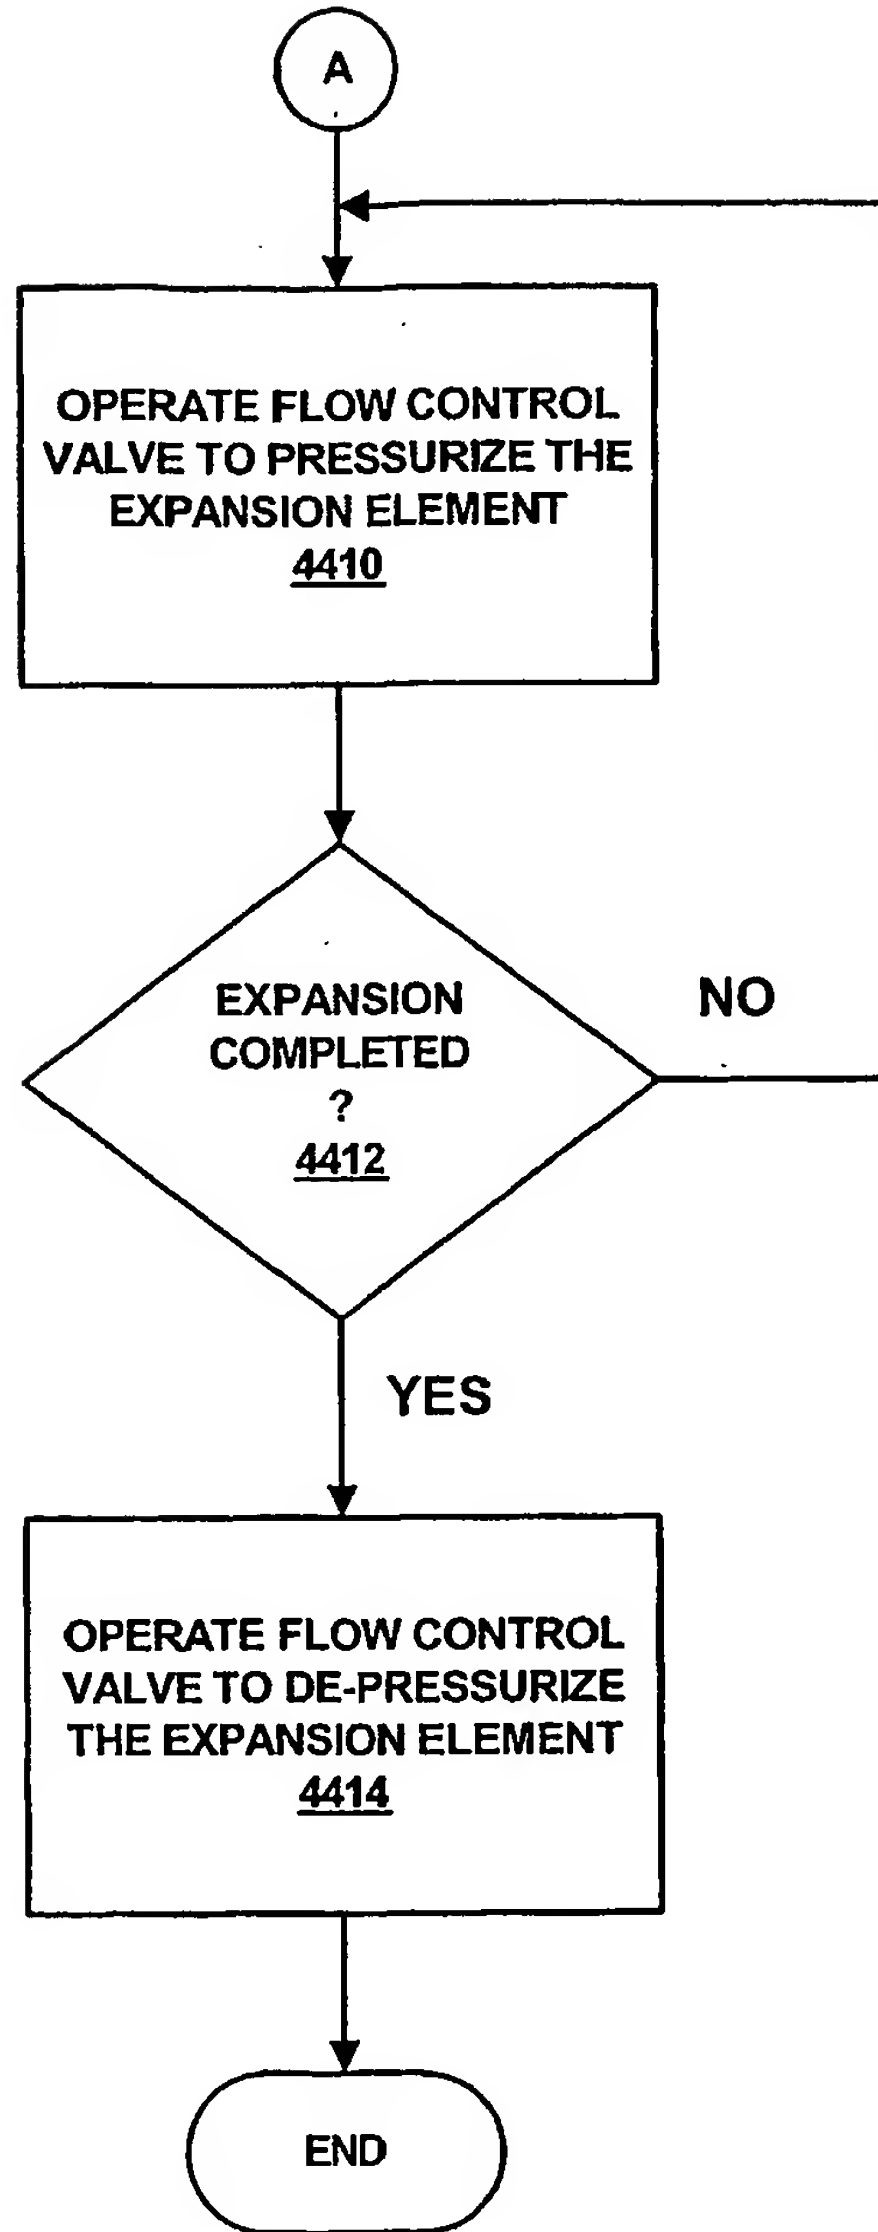 A
OPERATE FLOW CONTROL
VALVE TO PRESSURIZE THE
EXPANSION ELEMENT
4410
EXPANSION
COMPLETED
?
4412
NO
YES
OPERATE FLOW CONTROL
VALVE TO DE-PRESSURIZE
THE EXPANSION ELEMENT
4414
END